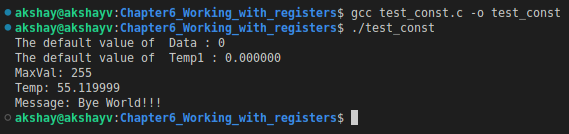 akshay@akshayv:Chapter6_Working_with_registers$ gcc test_const.c -o test_const
akshay@akshayv:Chapter6_Working_with_registers$ ./test_const
The default value of  Data : 0
The default value of  Temp1 : 0.000000
MaxVal: 255
Temp: 55.119999
Message: Bye World!!!
akshay@akshayv:Chapter6_Working_with_registers$